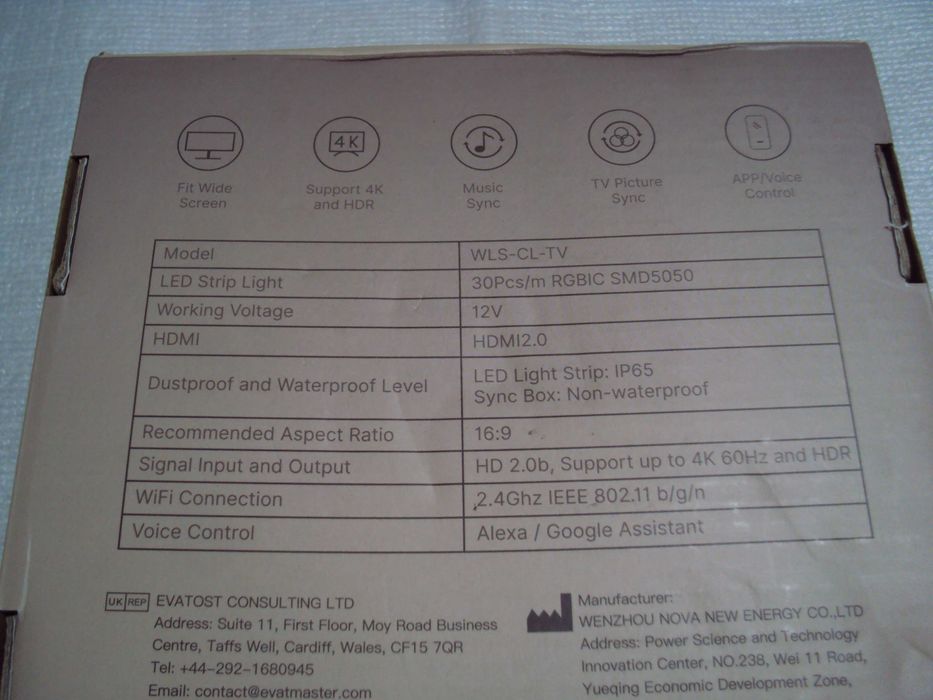 4K
Fit Wide
Screen
Support 4K
and HDR
Music
Sync
TV Picture
Sync
APP/Voice
Control
Model WLS-CL-TV
LED Strip Light 30Pcs/m RGBIC SMD5050
Working Voltage 12V
HDMI HDMI2.0
Dustproof and Waterproof Level LED Light Strip: IP65
Sync Box: Non-waterproof
Recommended Aspect Ratio 16:9
Signal Input and Output HD 2.0b, Support up to 4K 60Hz and HDR
WiFi Connection 2.4Ghz IEEE 802.11 b/g/n
Voice Control Alexa / Google Assistant
UK REP EVATOST CONSULTING LTD
Address: Suite 11, First Floor, Moy Road Business
Centre, Taffs Well, Cardiff, Wales, CF15 7QR
Tel: +44-292-1680945
Email: contact@evatmaster.com
Manufacturer:
WENZHOU NOVA NEW ENERGY CO.,LTD
Address: Power Science and Technology
Innovation Center, NO.238, Wei 11 Road,
Yueqing Economic Development Zone,